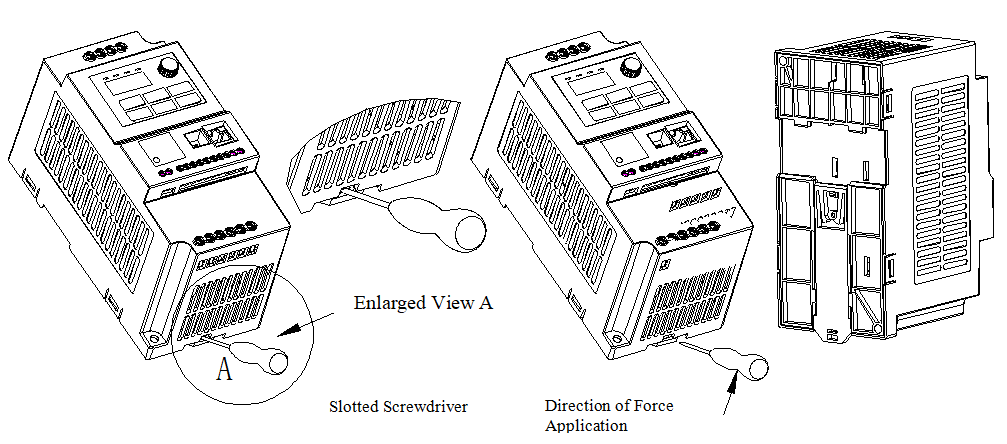 Enlarged View A
A
Slotted Screwdriver
Direction of Force
Application